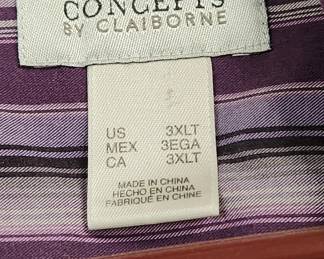 CONCEPTS
BY CLAIBORNE
US 3XLT
MEX 3EGA
CA 3XLT
MADE IN CHINA
HECHO EN CHINA
FABRIQUÉ EN CHINE